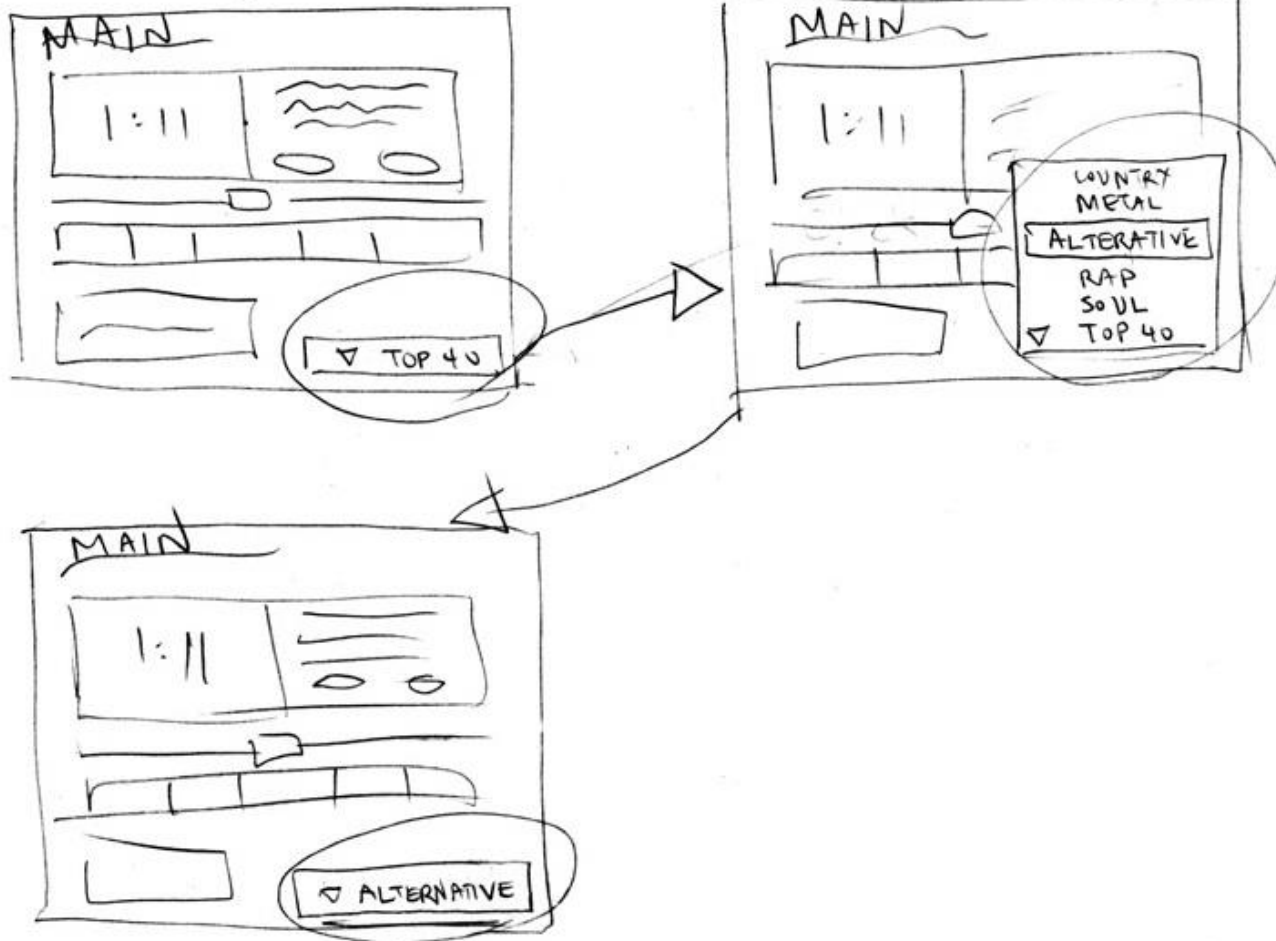 MAIN
1:11
TOP 40
MAIN
1:11
COUNTRY
METAL
ALTERATIVE
RAP
SOUL
TOP 40
MAIN
1:11
ALTERNATIVE